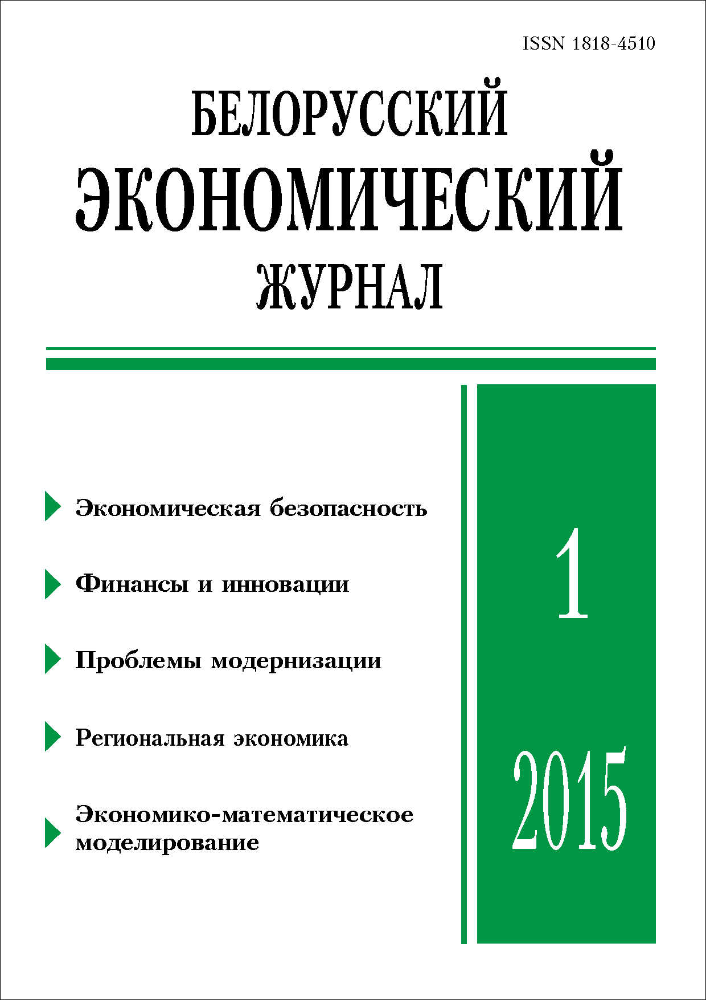 ISSN 1818-4510
БЕЛОРУССКИЙ
ЭКОНОМИЧЕСКИЙ
ЖУРНАЛ
Экономическая безопасность
Финансы и инновации
Проблемы модернизации
Региональная экономика
Экономико-математическое
моделирование
1
2015